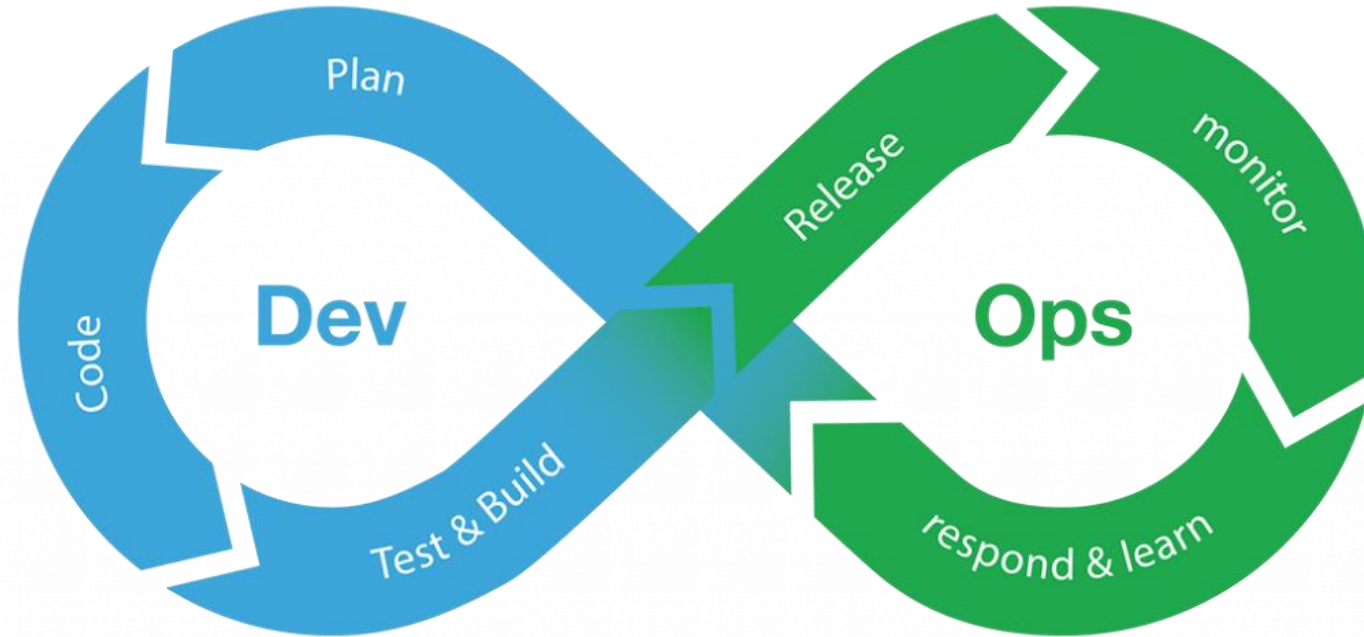 Plan
Code
Dev
Test & Build
Release
monitor
Ops
respond & learn